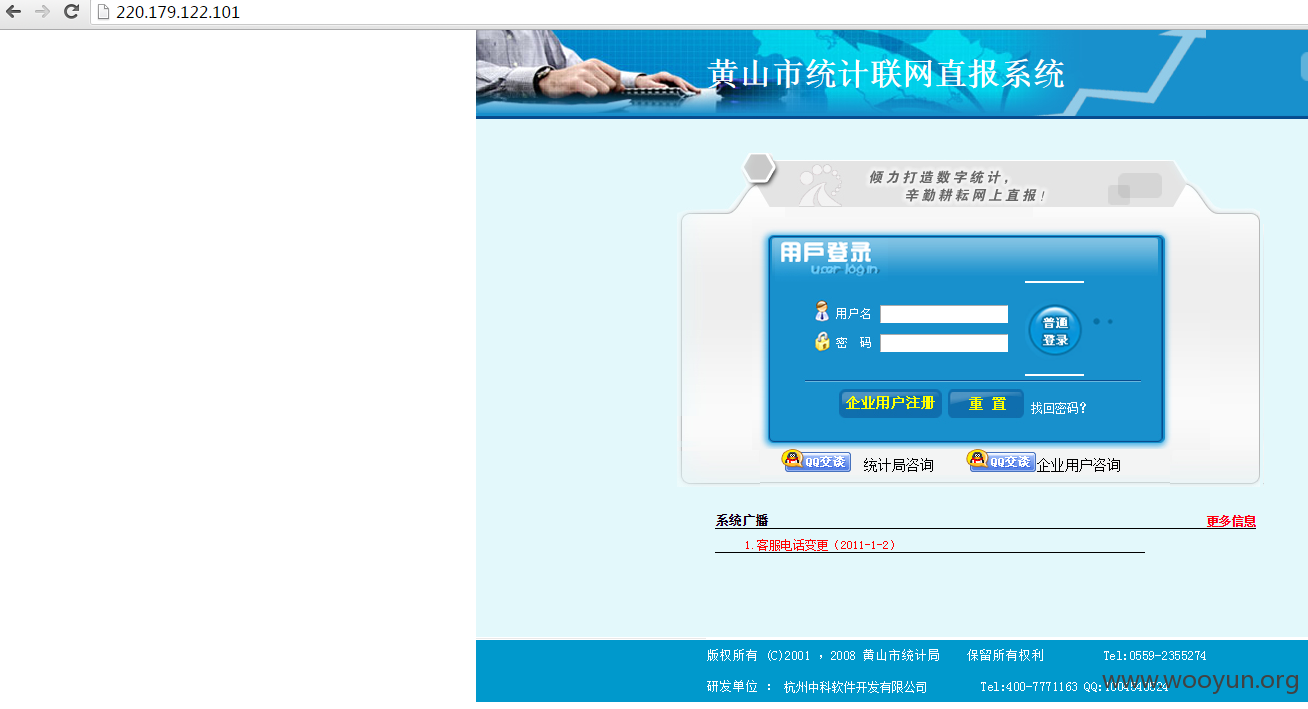 220.179.122.101
黄山市统计联网直报系统
倾力打造数字统计，
辛勤耕耘网上直报！
用戶登录
user login
用户名
密 码
普通
登录
企业用户注册 重 置 找回密码?
QQ交谈 统计局咨询 QQ交谈 企业用户咨询
系统广播 更多信息
1.客服电话变更（2011-1-2）
版权所有 (C)2001 ，2008 黄山市统计局 保留所有权利 Tel:0559-2355274
研发单位 ： 杭州中科软件开发有限公司 Tel:400-7771163
www.wooyun.org